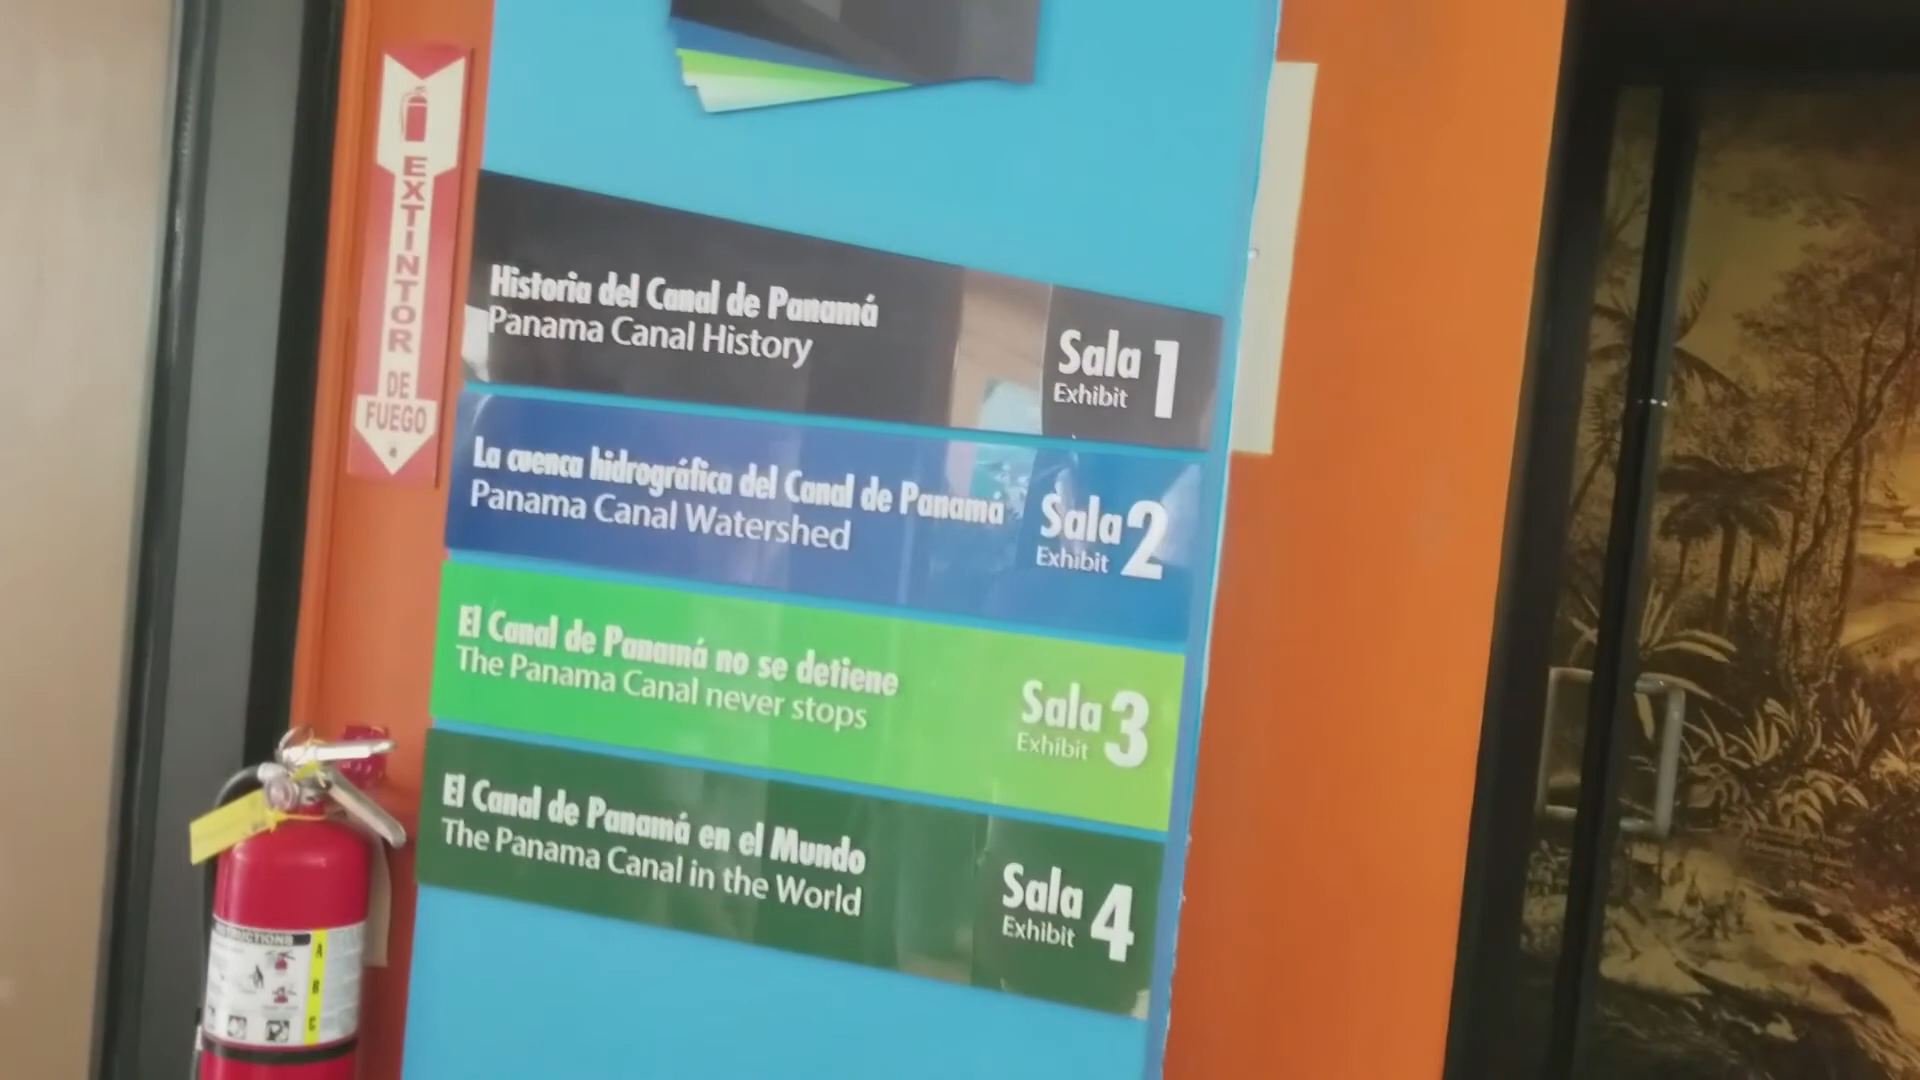 EXTINTOR
DE
FUEGO
Historia del Canal de Panamá
Panama Canal History
Sala 1
Exhibit
La cuenca hidrográfica del Canal de Panamá
Panama Canal Watershed
Sala 2
Exhibit
El Canal de Panamá no se detiene
The Panama Canal never stops
Sala 3
Exhibit
El Canal de Panamá en el Mundo
The Panama Canal in the World
Sala 4
Exhibit
INSTRUCTIONS
A
B
C